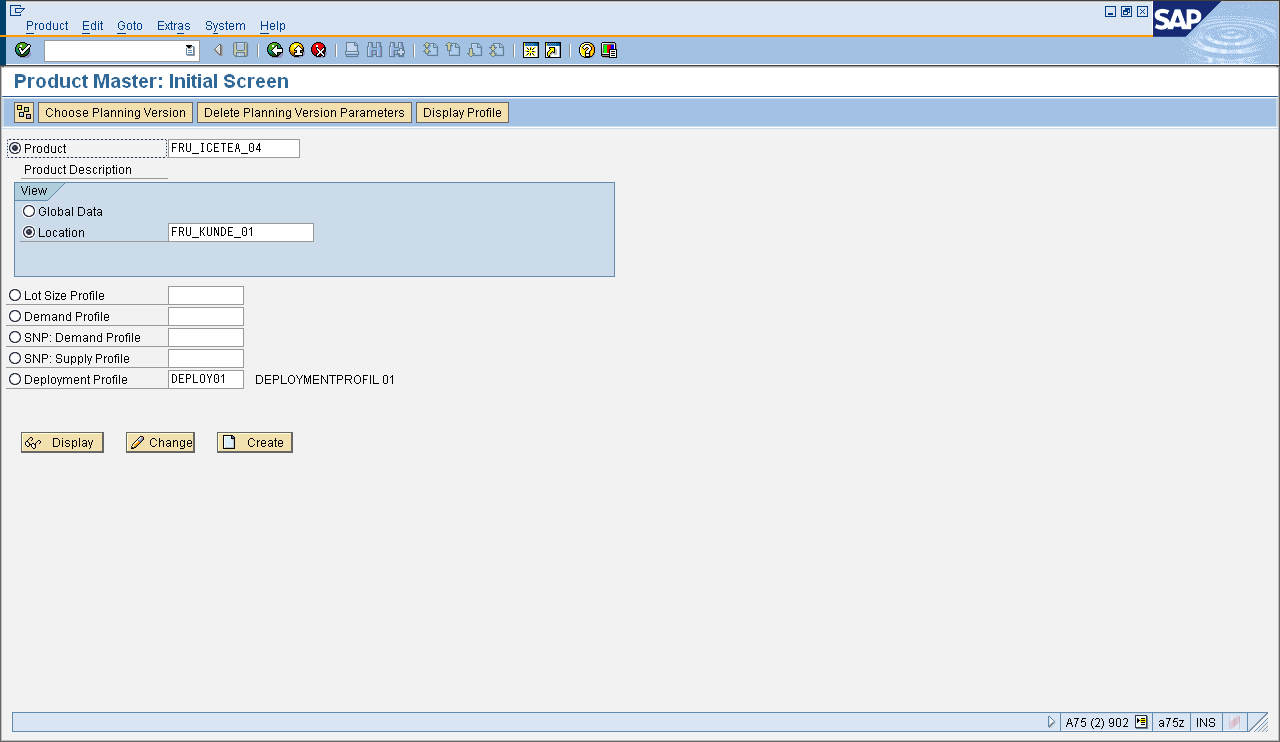 Product Edit Goto Extras System Help
SAP
Product Master: Initial Screen
Choose Planning Version Delete Planning Version Parameters Display Profile
Product FRU_ICETEA_04
Product Description
View
Global Data
Location FRU_KUNDE_01
Lot Size Profile
Demand Profile
SNP: Demand Profile
SNP: Supply Profile
Deployment Profile DEPLOY01 DEPLOYMENTPROFIL 01
Display Change Create
A75 (2) 902 a75z INS